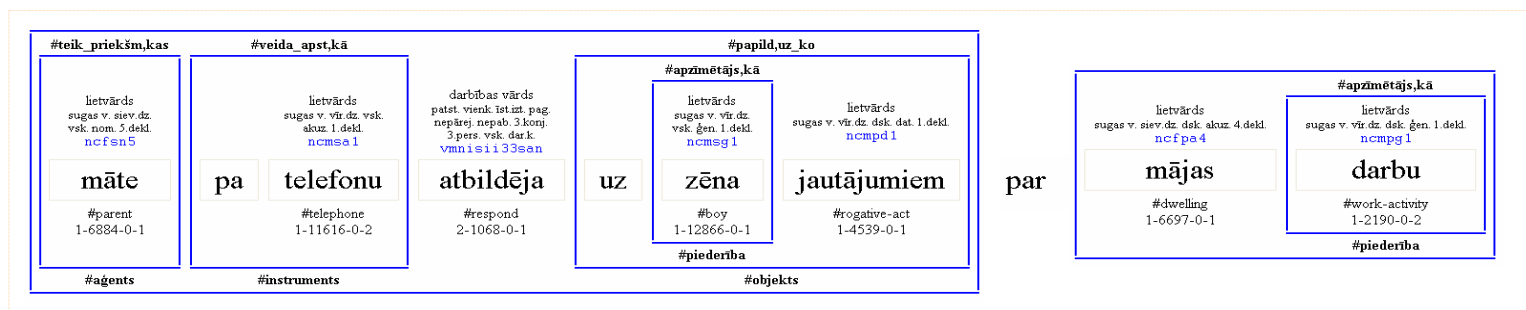 #teik_priekšm,kas #veida_apst,kā #papild,uz_ko
#apzīmētājs,kā
#apzīmētājs,kā
lietvārds
sugas v. siev.dz.
vsk. nom. 5.dekl.
ncfsn5
māte
#parent
1-6884-0-1
#aģents
pa
lietvārds
sugas v. vīr.dz. vsk.
akuz. 1.dekl.
ncmsa1
telefonu
#telephone
1-11616-0-2
#instruments
darbības vārds
patst. vienk. īst.izt. pag.
nepārej. nepab. 3.konj.
3.pers. vsk. dar.k.
vmnisii33san
atbildēja
#respond
2-1068-0-1
uz
lietvārds
sugas v. vīr.dz.
vsk. ģen. 1.dekl.
ncmsg1
zēna
#boy
1-12866-0-1
#piederība
lietvārds
sugas v. vīr.dz. dsk. dat. 1.dekl.
ncmpd1
jautājumiem
#rogative-act
1-4539-0-1
#objekts
par
lietvārds
sugas v. siev.dz. dsk. akuz. 4.dekl.
ncfpa4
mājas
#dwelling
1-6697-0-1
lietvārds
sugas v. vīr.dz. dsk. ģen. 1.dekl.
ncmpg1
darbu
#work-activity
1-2190-0-2
#piederība